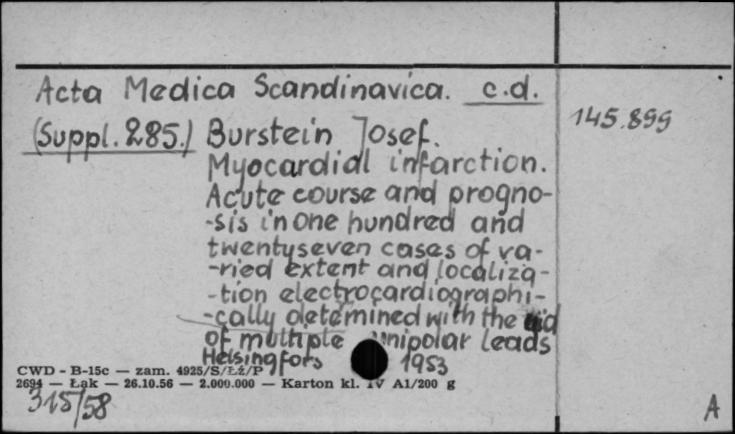 Acta Medica Scandinavica. c.d.
145.899
(Suppl. 285.) Burstein Josef.
Myocardial infarction.
Acute course and progno-
-sis in one hundred and
twentyseven cases of va-
-ried extent and localiza-
-tion electrocardiographi-
-cally detemined with the aid
of multiple unipolar leads
Helsingfors 1953
CWD - B-15c — zam. 4925/S/ŁŻ/P
2694 — Łąk — 26.10.56 — 2.000.000 — Karton kl. IV A1/200 g
315/58
A